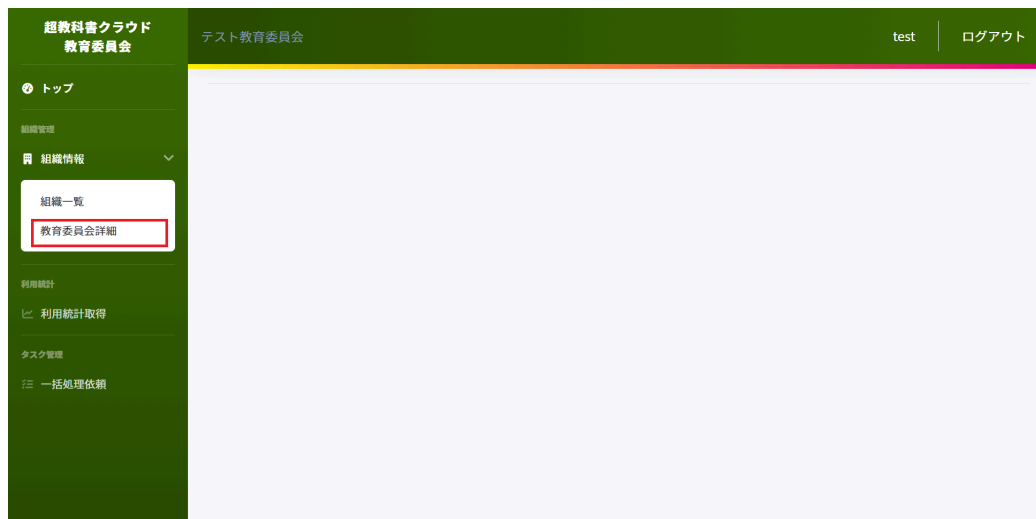 超教科書クラウド
教育委員会
テスト教育委員会
test
ログアウト
トップ
組織管理
組織情報
組織一覧
教育委員会詳細
利用統計
利用統計取得
タスク管理
一括処理依頼